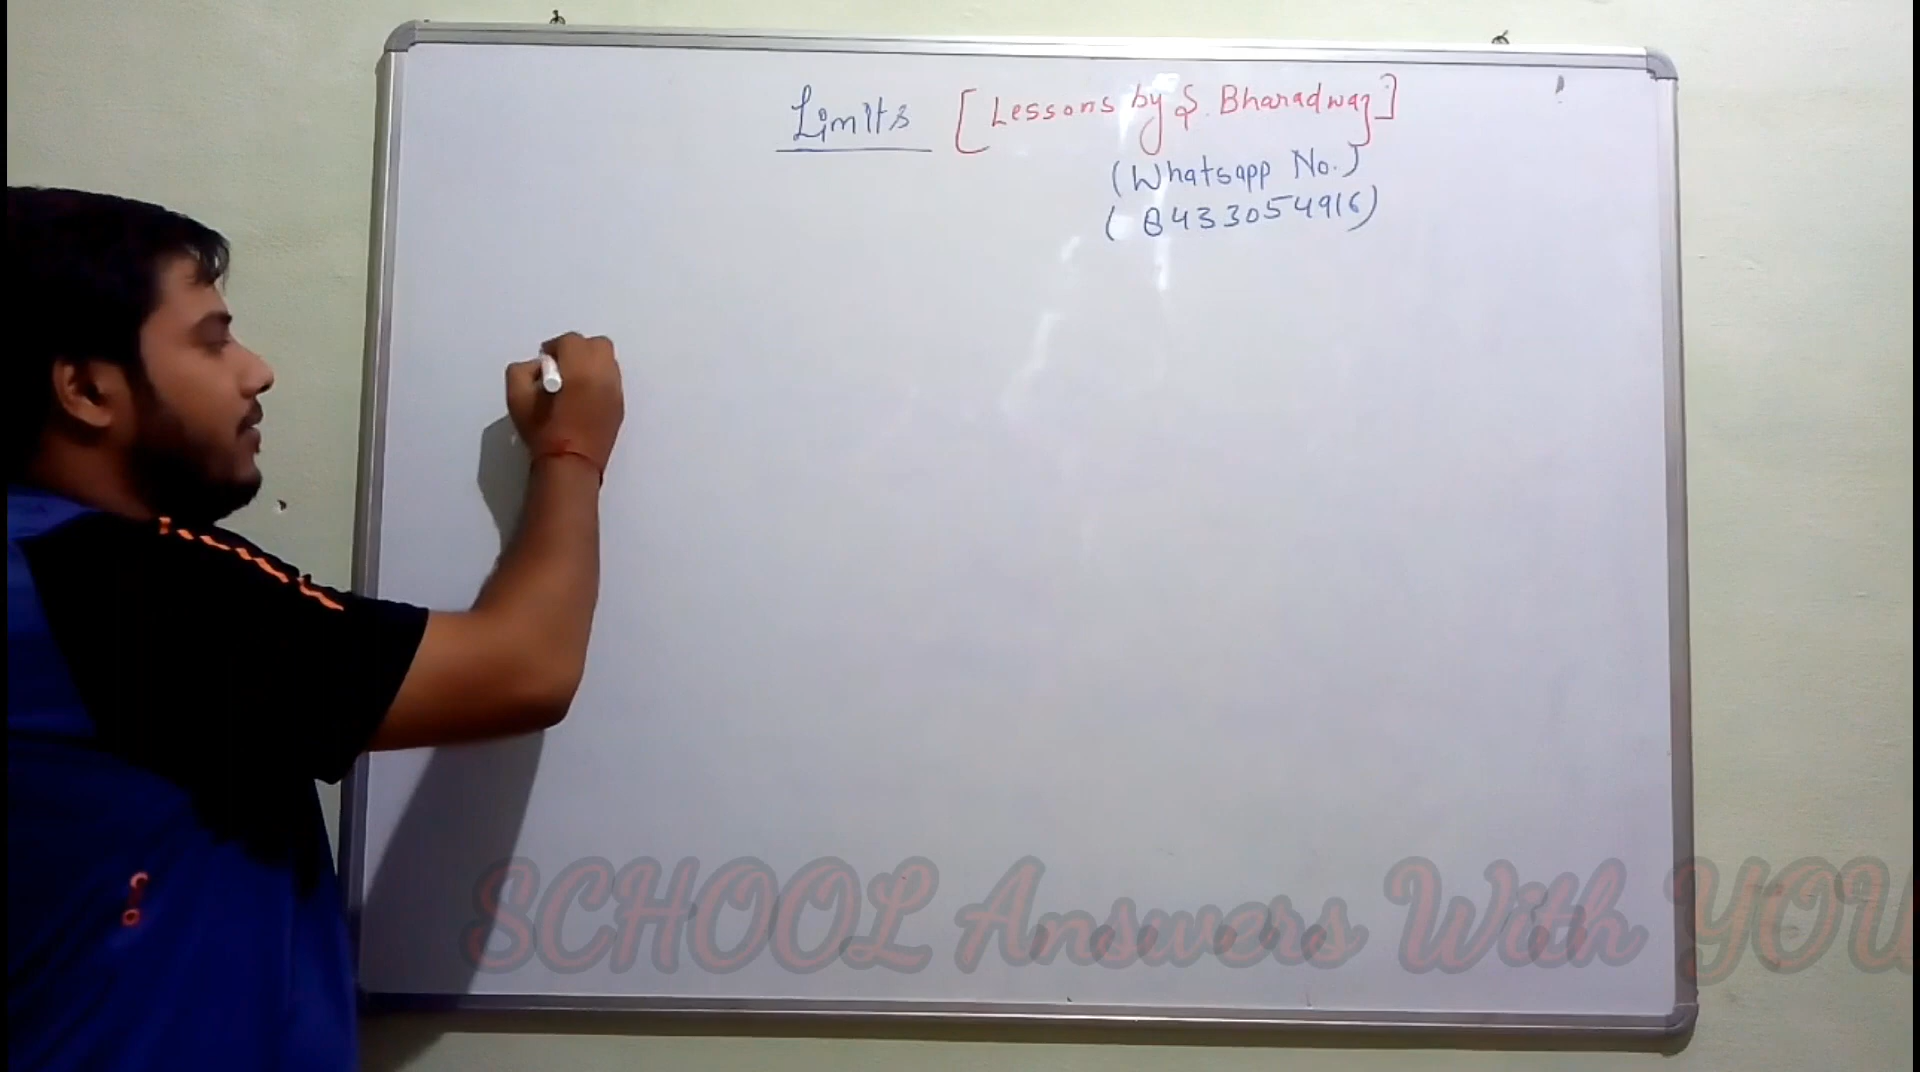 Limits [Lessons by S. Bharadwaj]
(Whatsapp No.)
(8433054916)
SCHOOL Answers With YOU